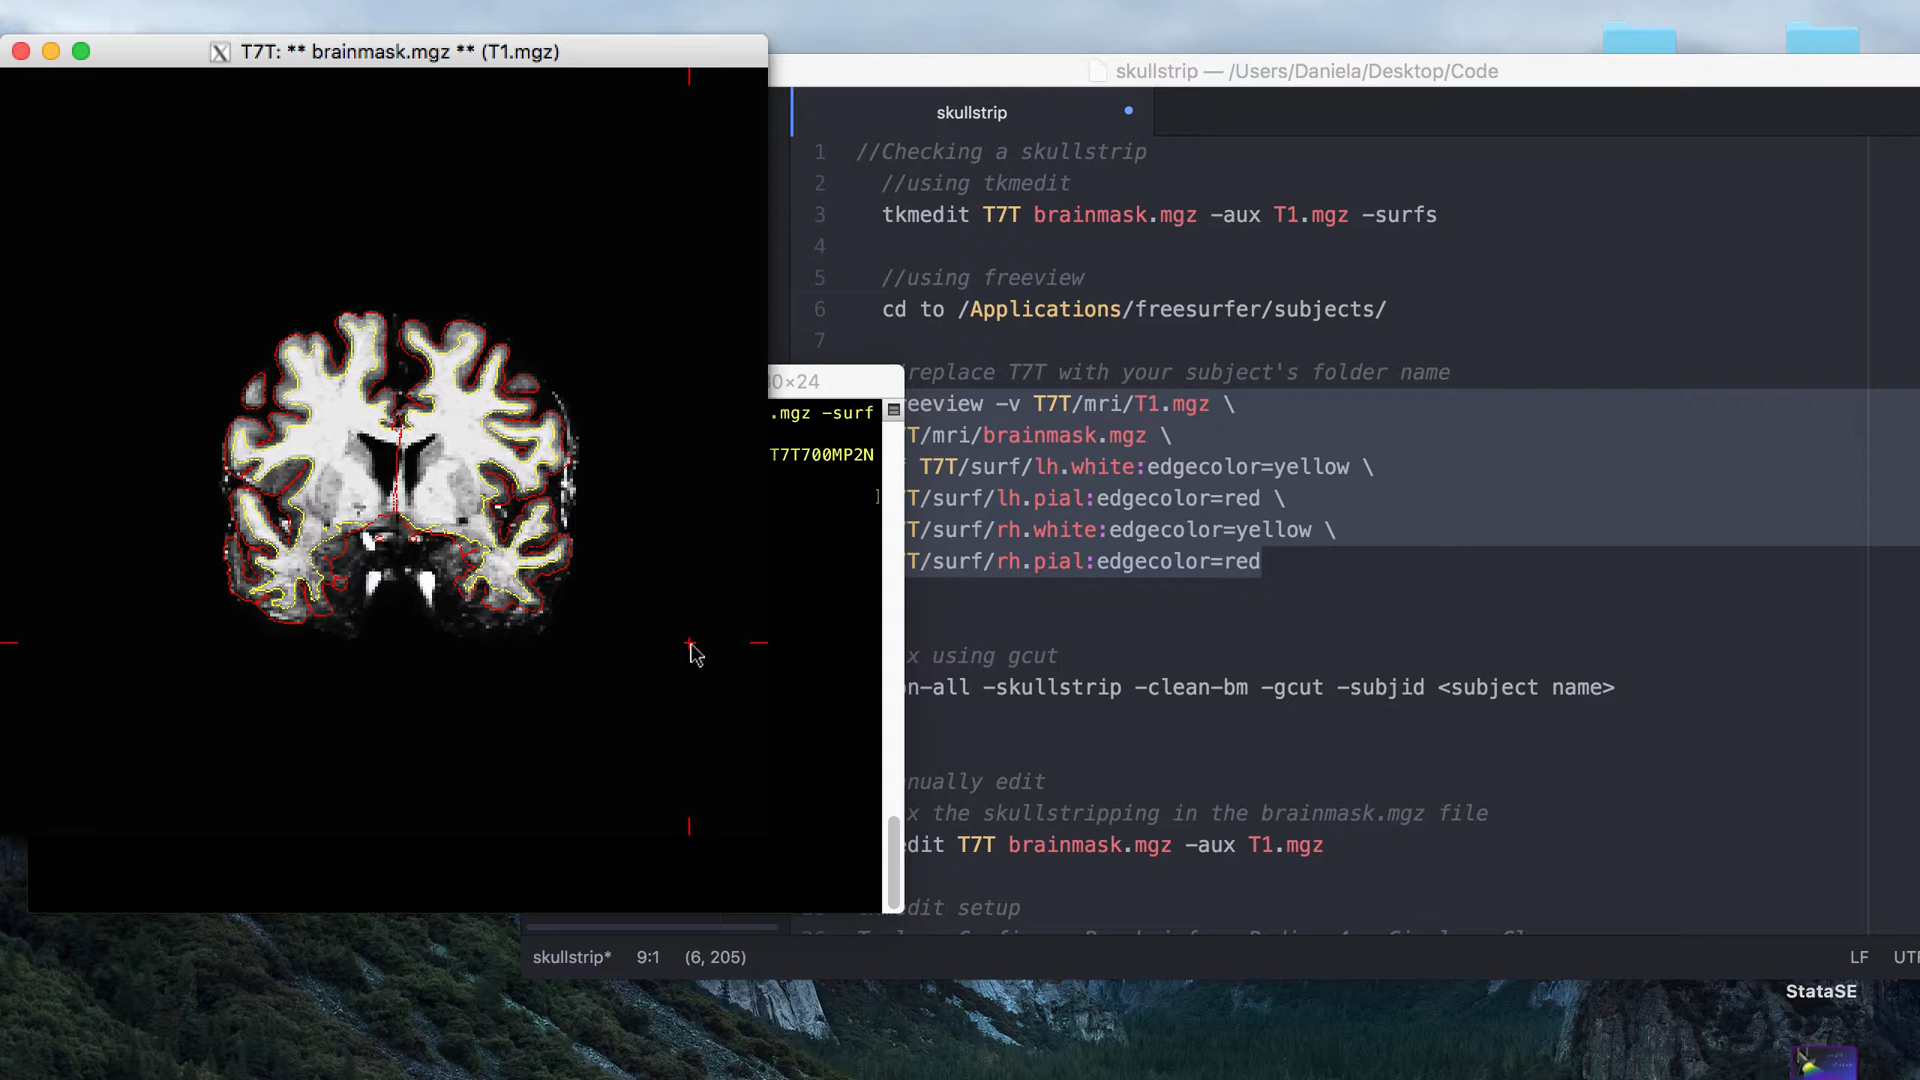 T7T: ** brainmask.mgz ** (T1.mgz)
skullstrip — /Users/Daniela/Desktop/Code
skullstrip
1 //Checking a skullstrip
2 //using tkmedit
3 tkmedit T7T brainmask.mgz -aux T1.mgz -surfs
4
5 //using freeview
6 cd to /Applications/freesurfer/subjects/
7
replace T7T with your subject's folder name
eeview -v T7T/mri/T1.mgz \
T/mri/brainmask.mgz \
T7T/surf/lh.white:edgecolor=yellow \
T/surf/lh.pial:edgecolor=red \
T/surf/rh.white:edgecolor=yellow \
T/surf/rh.pial:edgecolor=red
x using gcut
on-all -skullstrip -clean-bm -gcut -subjid <subject name>
nually edit
x the skullstripping in the brainmask.mgz file
edit T7T brainmask.mgz -aux T1.mgz
edit setup
0×24
.mgz -surf
T7T700MP2N
]
skullstrip* 9:1 (6, 205)
LF UTF
StataSE